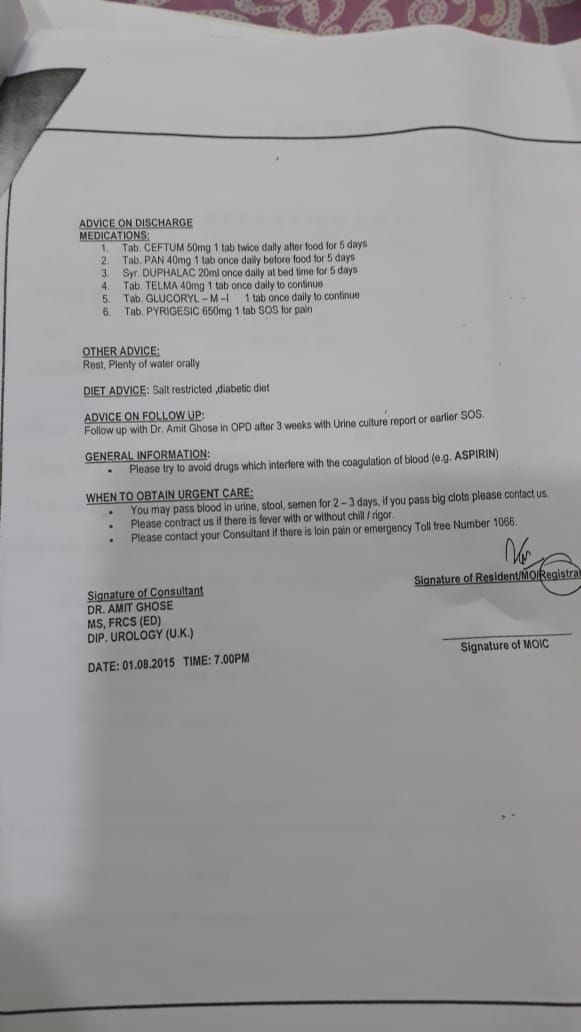 ADVICE ON DISCHARGE
MEDICATIONS:
1. Tab. CEFTUM 50mg 1 tab twice daily after food for 5 days
2. Tab. PAN 40mg 1 tab once daily before food for 5 days
3. Syr. DUPHALAC 20ml once daily at bed time for 5 days
4. Tab. TELMA 40mg 1 tab once daily to continue
5. Tab. GLUCORYL – M –I 1 tab once daily to continue
6. Tab. PYRIGESIC 650mg 1 tab SOS for pain
OTHER ADVICE:
Rest, Plenty of water orally
DIET ADVICE: Salt restricted ,diabetic diet
ADVICE ON FOLLOW UP:
Follow up with Dr. Amit Ghose in OPD after 3 weeks with Urine culture report or earlier SOS.
GENERAL INFORMATION:
• Please try to avoid drugs which interfere with the coagulation of blood (e.g. ASPIRIN)
WHEN TO OBTAIN URGENT CARE:
• You may pass blood in urine, stool, semen for 2 – 3 days, if you pass big clots please contact us.
• Please contract us if there is fever with or without chill / rigor.
• Please contact your Consultant if there is loin pain or emergency Toll free Number 1066.
Signature of Resident/MO/Registrar
Signature of Consultant
DR. AMIT GHOSE
MS, FRCS (ED)
DIP. UROLOGY (U.K.)
Signature of MOIC
DATE: 01.08.2015 TIME: 7.00PM